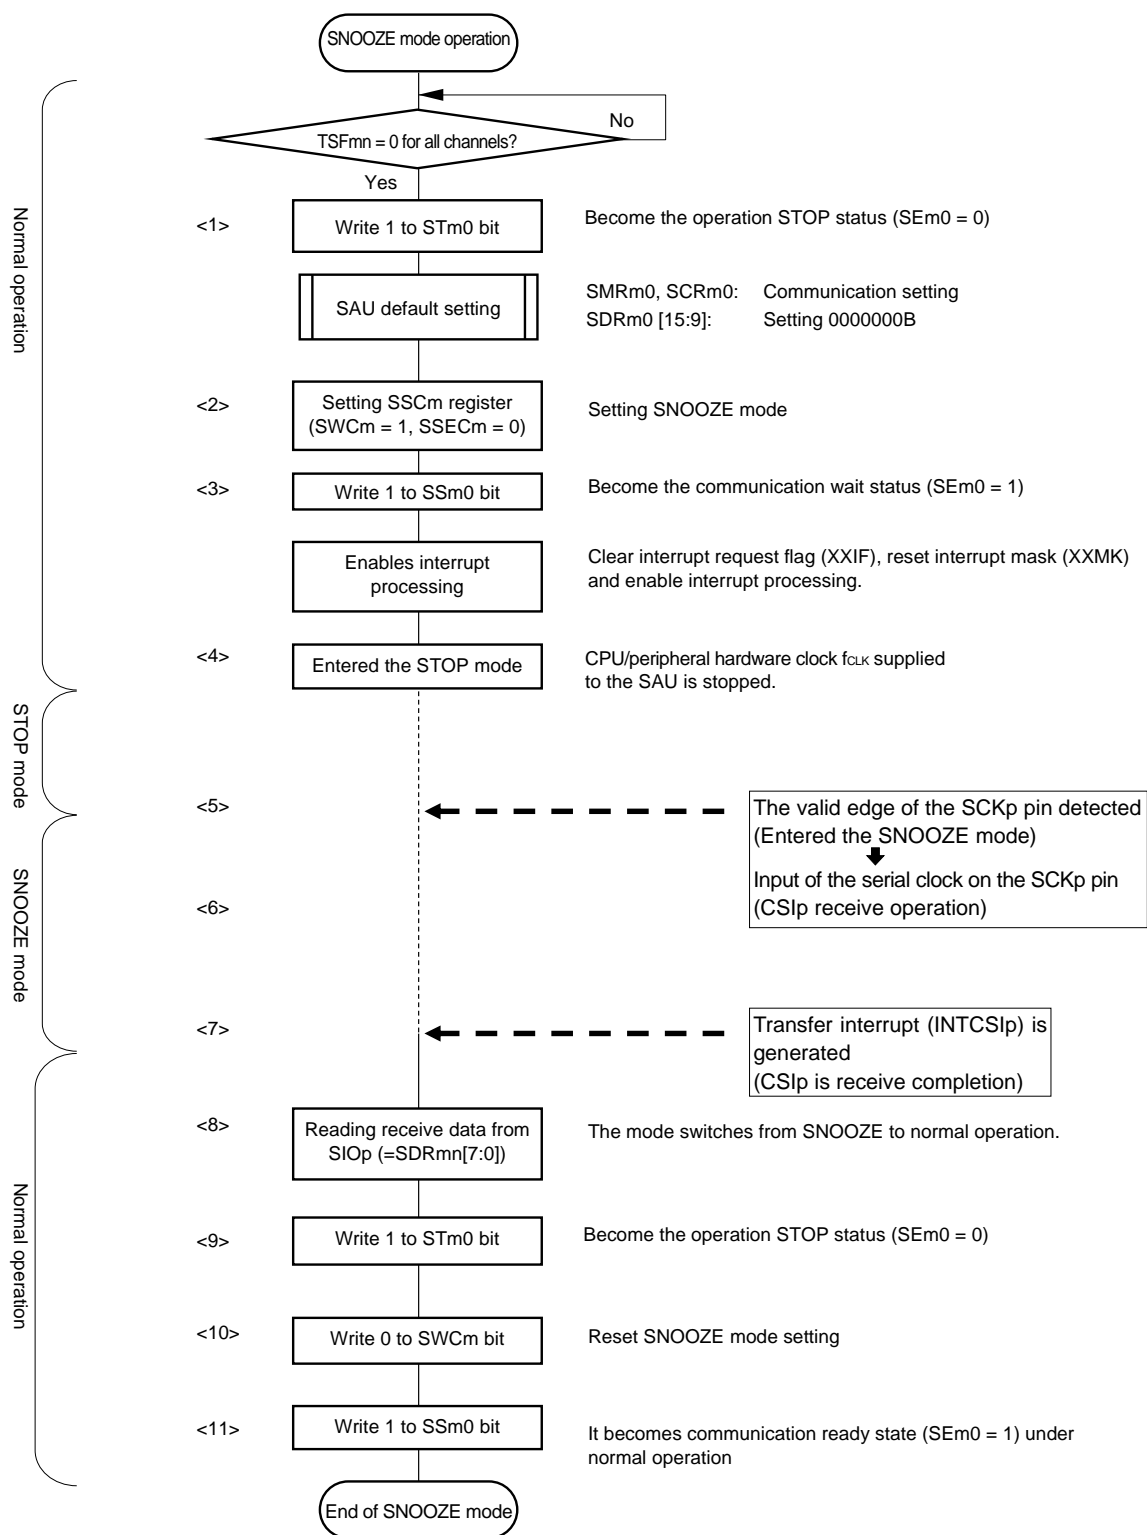 SNOOZE mode operation
No
TSFmn = 0 for all channels?
Yes
Normal operation
<1>
Write 1 to STm0 bit
Become the operation STOP status (SEm0 = 0)
SAU default setting
SMRm0, SCRm0: Communication setting
SDRm0 [15:9]: Setting 0000000B
<2>
Setting SSCm register
(SWCm = 1, SSECm = 0)
Setting SNOOZE mode
<3>
Write 1 to SSm0 bit
Become the communication wait status (SEm0 = 1)
Enables interrupt
processing
Clear interrupt request flag (XXIF), reset interrupt mask (XXMK)
and enable interrupt processing.
<4>
Entered the STOP mode
CPU/peripheral hardware clock fCLK supplied
to the SAU is stopped.
STOP mode
<5>
The valid edge of the SCKp pin detected
(Entered the SNOOZE mode)
Input of the serial clock on the SCKp pin
(CSIp receive operation)
<6>
SNOOZE mode
<7>
Transfer interrupt (INTCSIp) is
generated
(CSIp is receive completion)
Normal operation
<8>
Reading receive data from
SIOp (=SDRmn[7:0])
The mode switches from SNOOZE to normal operation.
<9>
Write 1 to STm0 bit
Become the operation STOP status (SEm0 = 0)
<10>
Write 0 to SWCm bit
Reset SNOOZE mode setting
<11>
Write 1 to SSm0 bit
It becomes communication ready state (SEm0 = 1) under
normal operation
End of SNOOZE mode